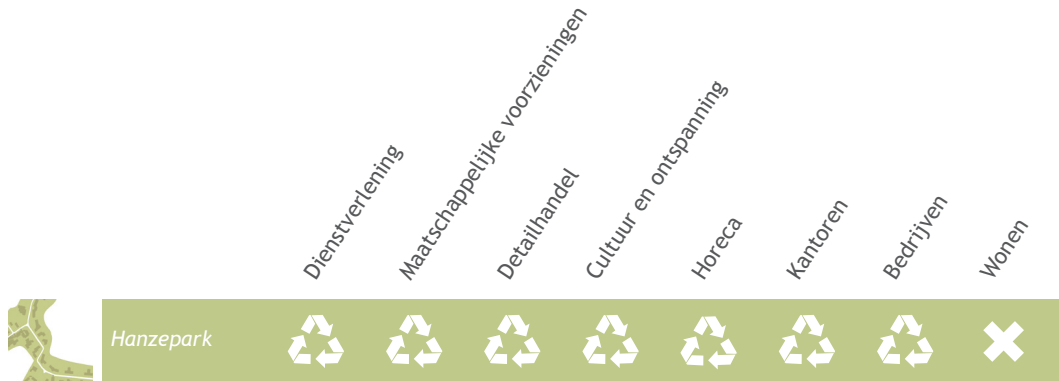 Dienstverlening
Maatschappelijke voorzieningen
Detailhandel
Cultuur en ontspanning
Horeca
Kantoren
Bedrijven
Wonen
Hanzepark